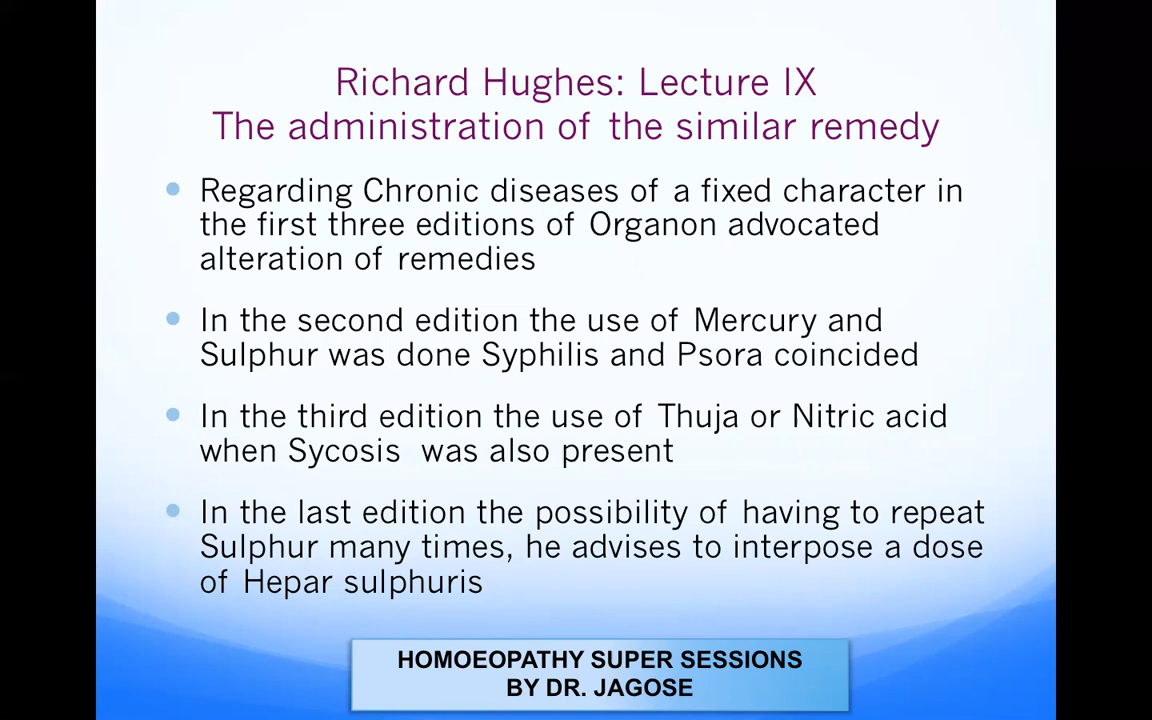 Richard Hughes: Lecture IX
The administration of the similar remedy
Regarding Chronic diseases of a fixed character in
the first three editions of Organon advocated
alteration of remedies
In the second edition the use of Mercury and
Sulphur was done Syphilis and Psora coincided
In the third edition the use of Thuja or Nitric acid
when Sycosis was also present
In the last edition the possibility of having to repeat
Sulphur many times, he advises to interpose a dose
of Hepar sulphuris
HOMOEOPATHY SUPER SESSIONS
BY DR. JAGOSE